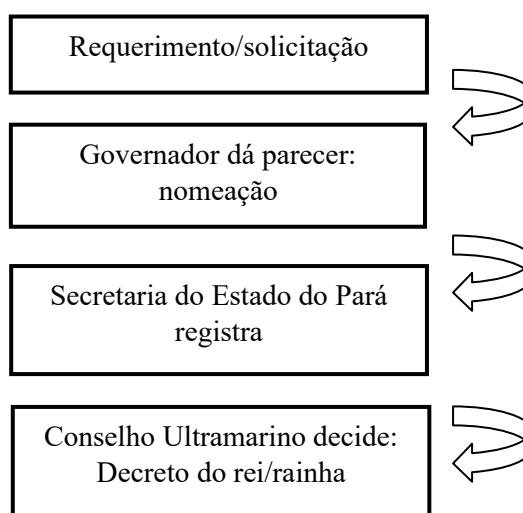 Requerimento/solicitação
Governador dá parecer:
nomeação
Secretaria do Estado do Pará
registra
Conselho Ultramarino decide:
Decreto do rei/rainha